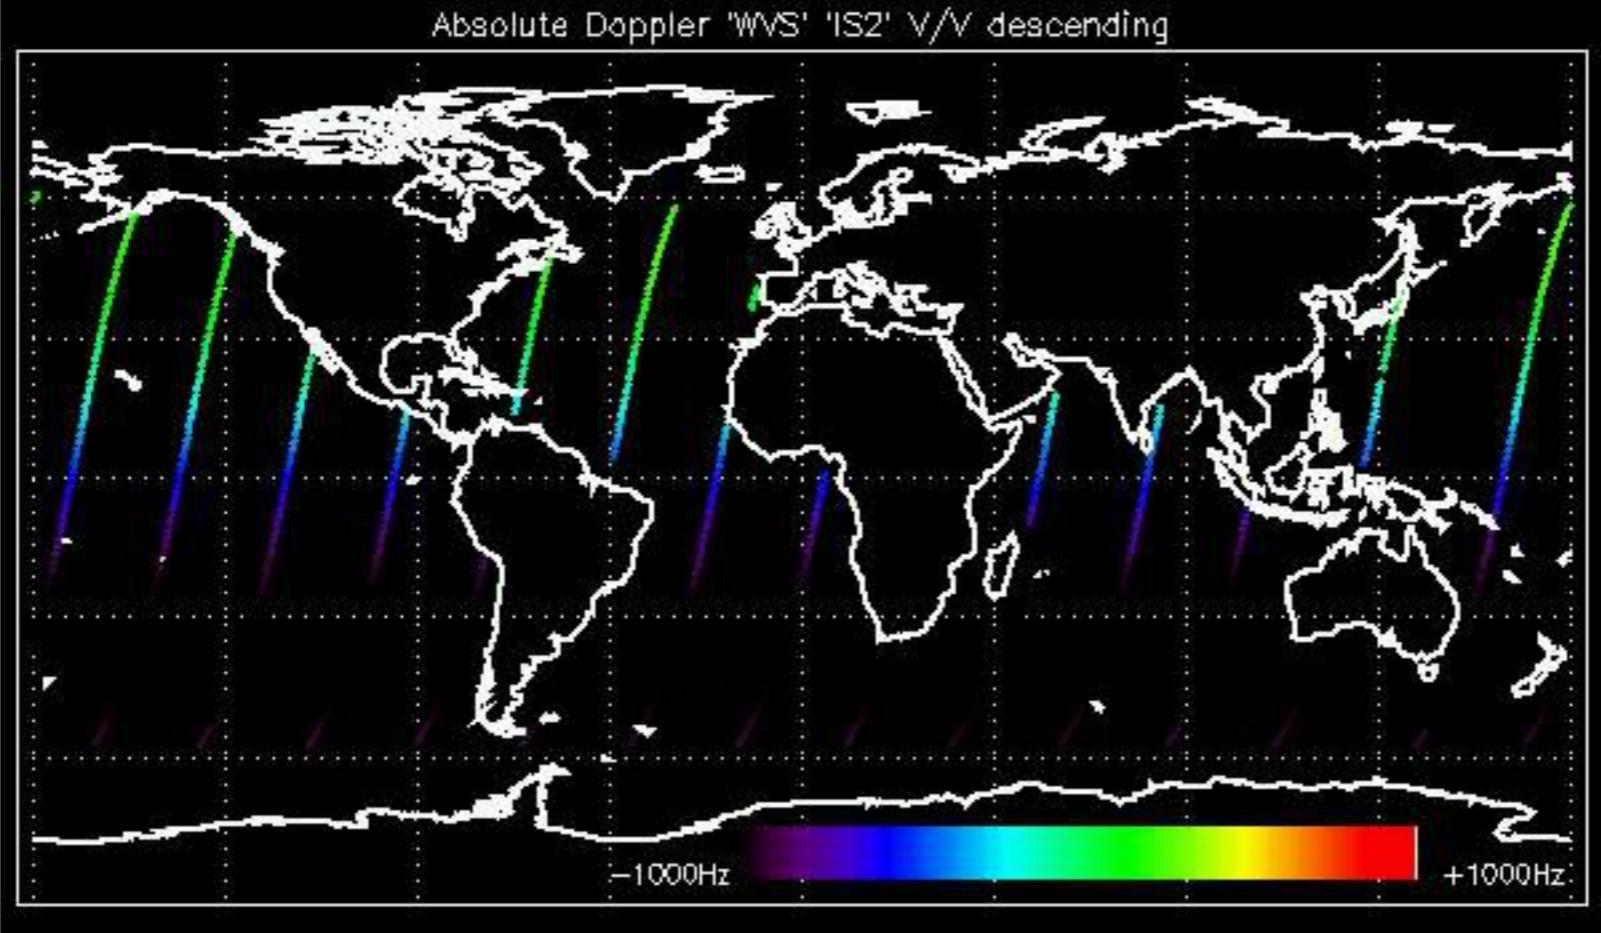 Absolute Doppler 'WVS' 'IS2' V/V descending
−1000Hz
+1000Hz